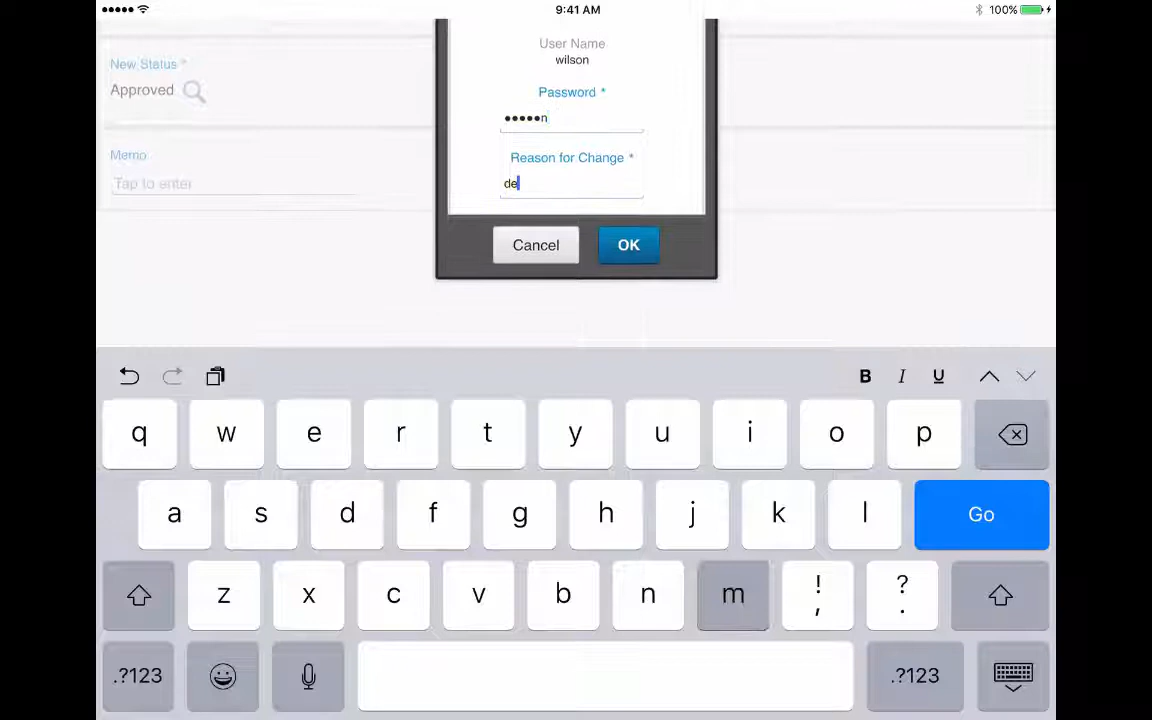 9:41 AM
100%
New Status *
Approved
Memo
Tap to enter
User Name
wilson
Password *
•••••n
Reason for Change *
de
Cancel
OK
B I U
q w e r t y u i o p
a s d f g h j k l Go
z x c v b n m ! , ? .
.?123 .?123